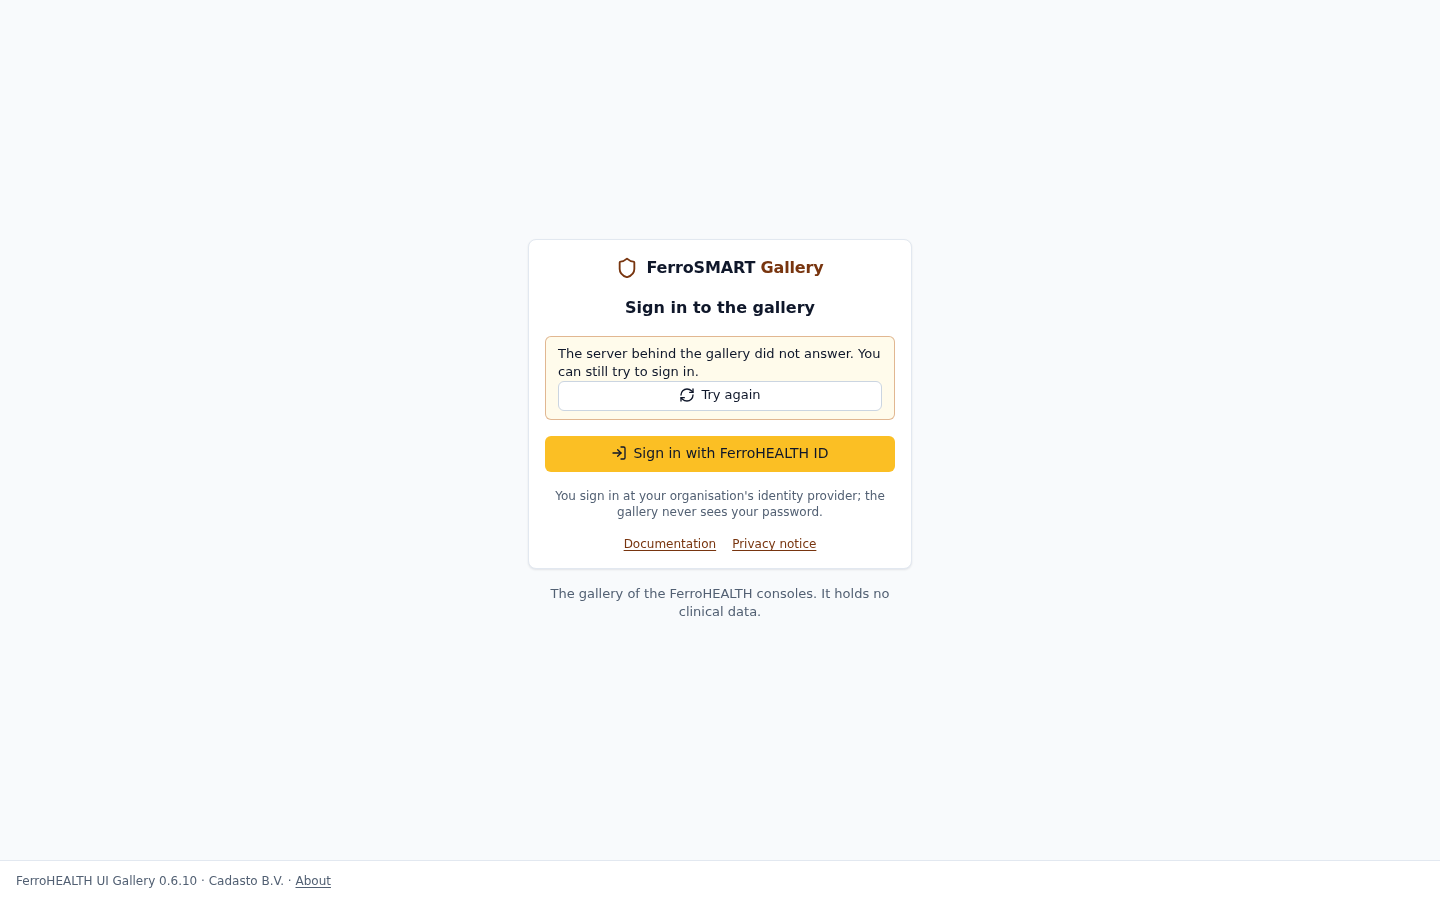 FerroSMART Gallery
Sign in to the gallery
The server behind the gallery did not answer. You
can still try to sign in.
Try again
Sign in with FerroHEALTH ID
You sign in at your organisation's identity provider; the
gallery never sees your password.
Documentation Privacy notice
The gallery of the FerroHEALTH consoles. It holds no
clinical data.
FerroHEALTH UI Gallery 0.6.10 · Cadasto B.V. · About